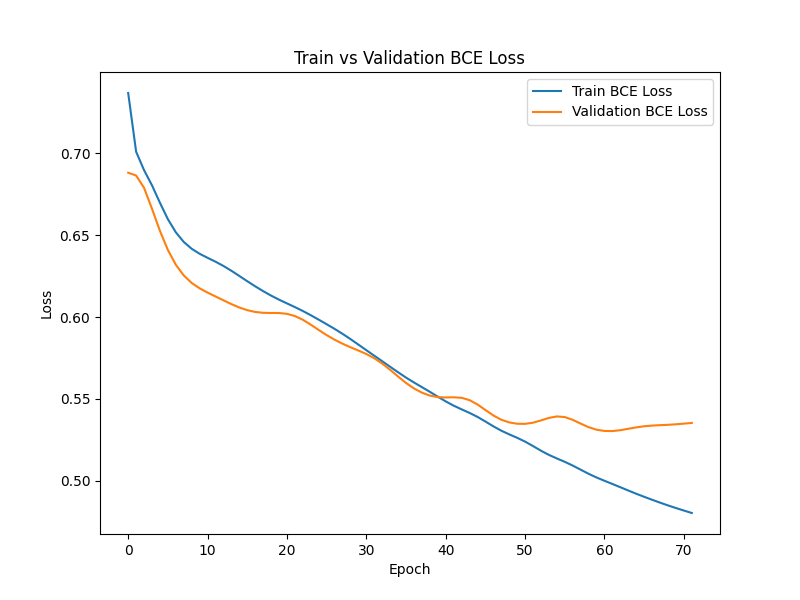 Train vs Validation BCE Loss
Train BCE Loss
Validation BCE Loss
0.70
0.65
0.60
0.55
0.50
Loss
0 10 20 30 40 50 60 70
Epoch